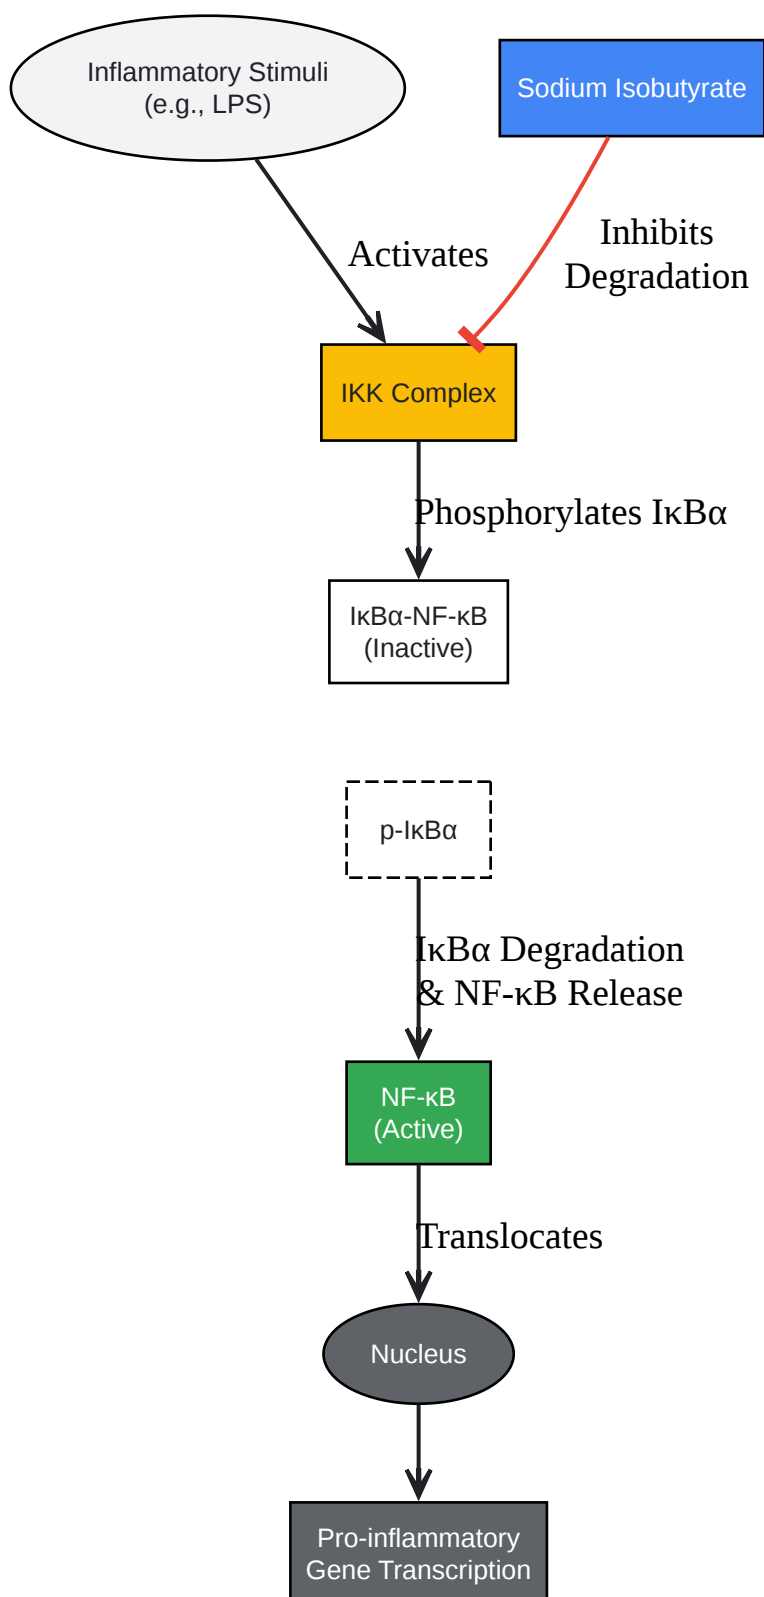 Inflammatory Stimuli
(e.g., LPS)
Sodium Isobutyrate
Activates
Inhibits
Degradation
IKK Complex
Phosphorylates IκBα
IκBα-NF-κB
(Inactive)
p-IκBα
IκBα Degradation
& NF-κB Release
NF-κB
(Active)
Translocates
Nucleus
Pro-inflammatory
Gene Transcription